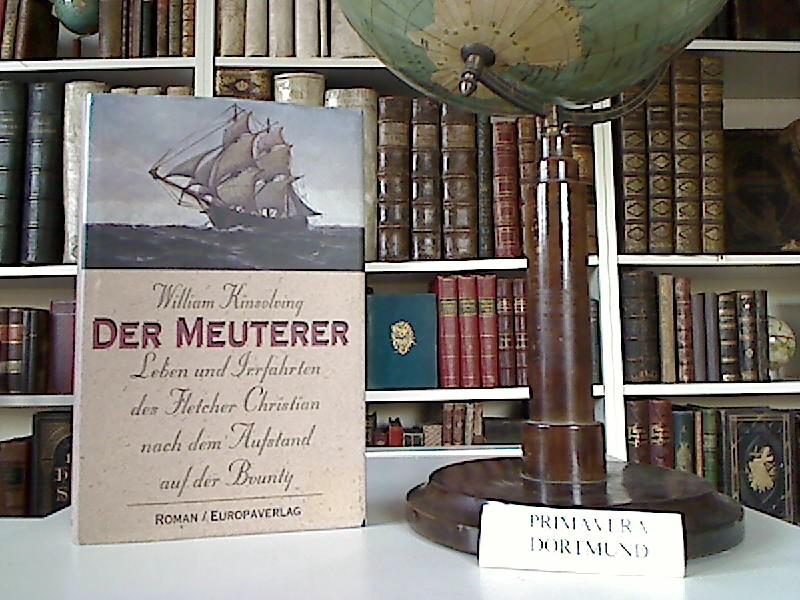 William Kinsolving
DER MEUTERER
Leben und Irrfahrten
des Fletcher Christian
nach dem Aufstand
auf der Bounty
ROMAN / EUROPAVERLAG
PRIMAVERA
DORTMUND